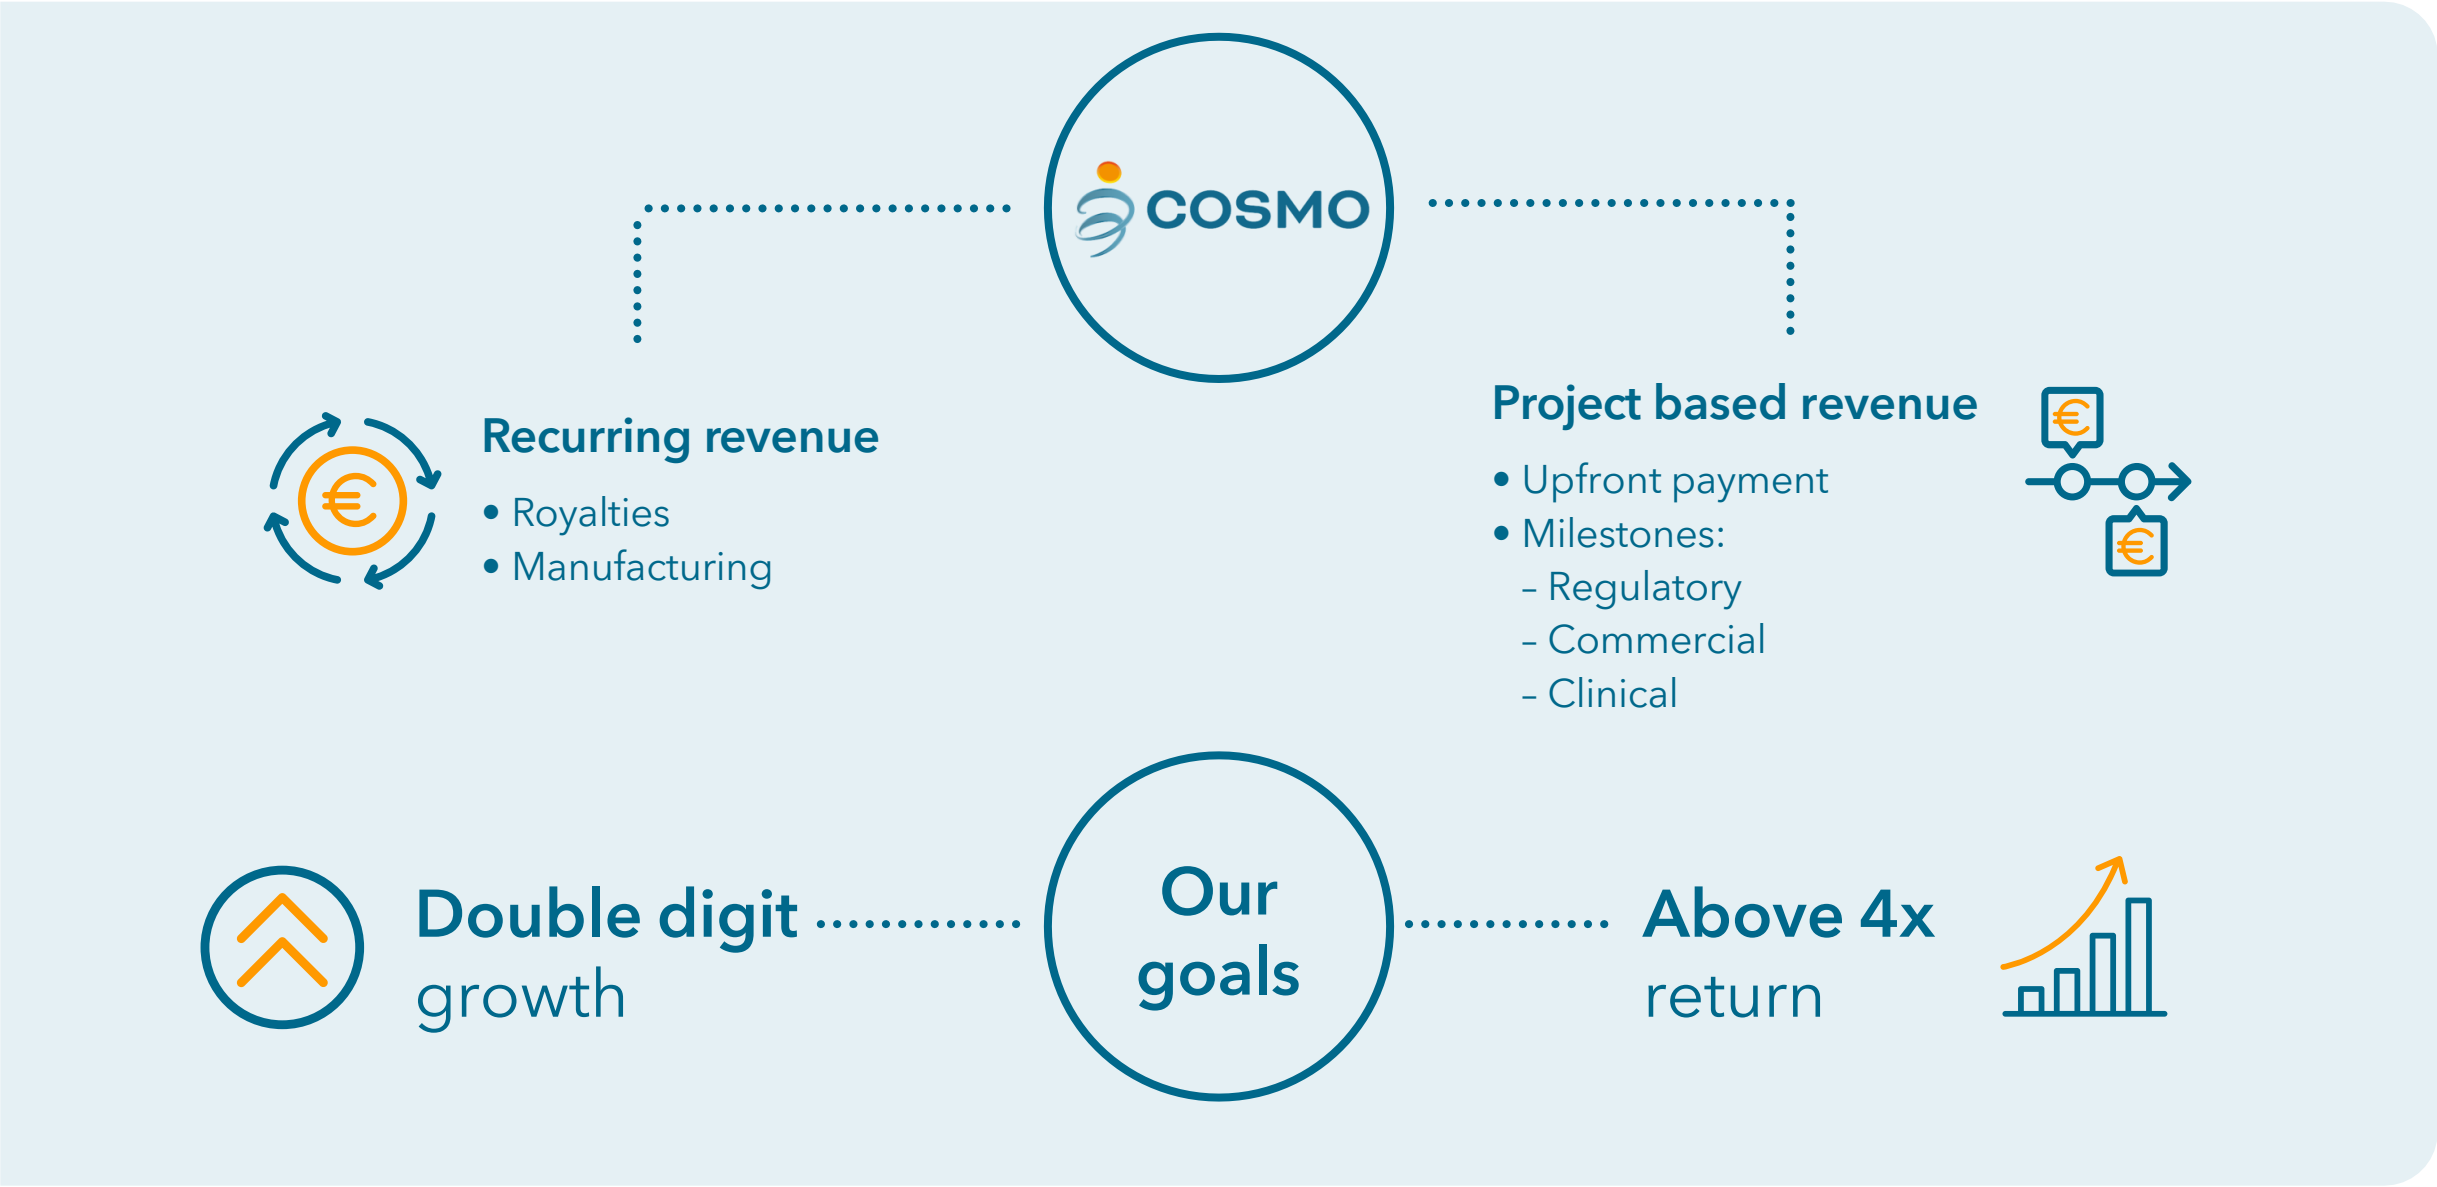 COSMO
Recurring revenue
• Royalties
• Manufacturing
Project based revenue
• Upfront payment
• Milestones:
– Regulatory
– Commercial
– Clinical
Double digit
growth
Our
goals
Above 4x
return